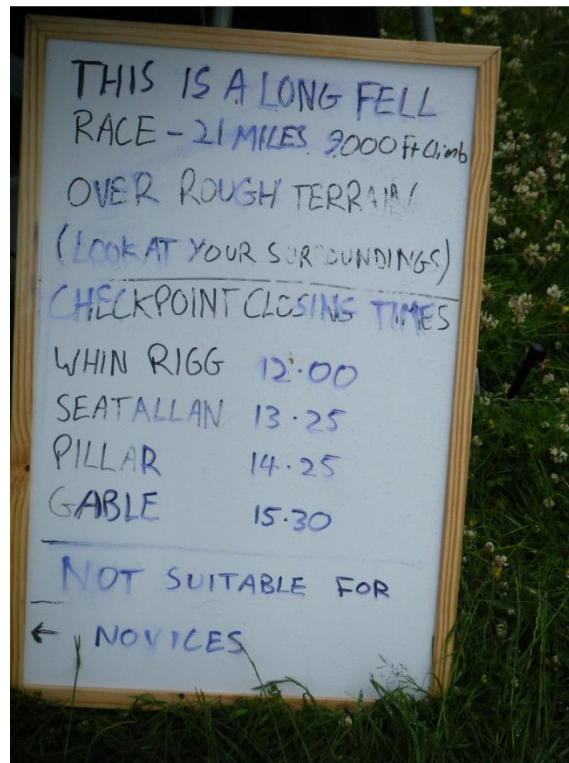 THIS IS A LONG FELL
RACE - 21 MILES 9000 Ft Climb
OVER ROUGH TERRAIN
(LOOK AT YOUR SURROUNDINGS)
CHECKPOINT CLOSING TIMES
WHIN RIGG 12.00
SEATALLAN 13.25
PILLAR 14.25
GABLE 15.30
NOT SUITABLE FOR
← NOVICES